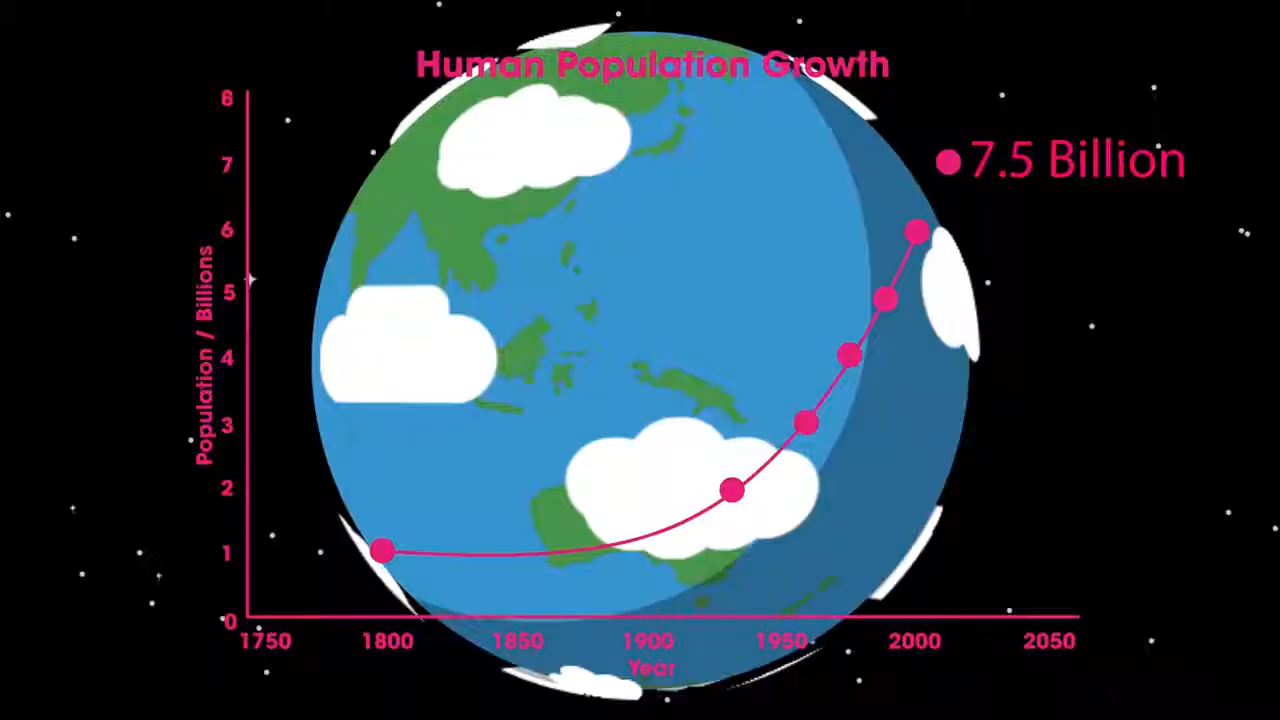 Human Population Growth
8
7
6
5
4
3
2
1
0
Population / Billions
7.5 Billion
1750 1800 1850 1900 1950 2000 2050
Year